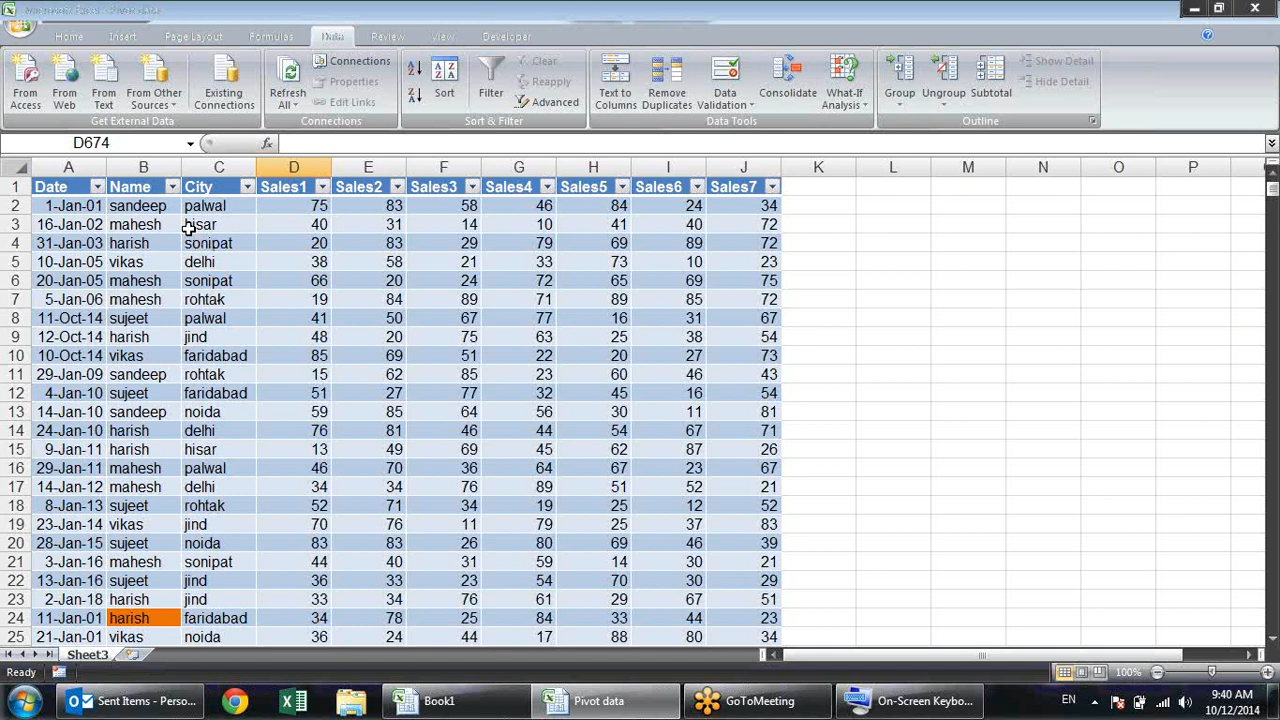 Microsoft Excel - Pivot data
Home Insert Page Layout Formulas Data Review View Developer
From Access From Web From Text From Other Sources Existing Connections Refresh All Connections Properties Edit Links Sort Filter Clear Reapply Advanced Text to Columns Remove Duplicates Data Validation Consolidate What-If Analysis Group Ungroup Subtotal Show Detail Hide Detail
Get External Data Connections Sort & Filter Data Tools Outline
D674 fx
A B C D E F G H I J K L M N O P
1 Date Name City Sales1 Sales2 Sales3 Sales4 Sales5 Sales6 Sales7
2 1-Jan-01 sandeep palwal 75 83 58 46 84 24 34
3 16-Jan-02 mahesh hisar 40 31 14 10 41 40 72
4 31-Jan-03 harish sonipat 20 83 29 79 69 89 72
5 10-Jan-05 vikas delhi 38 58 21 33 73 10 23
6 20-Jan-05 mahesh sonipat 66 20 24 72 65 69 75
7 5-Jan-06 mahesh rohtak 19 84 89 71 89 85 72
8 11-Oct-14 sujeet palwal 41 50 67 77 16 31 67
9 12-Oct-14 harish jind 48 20 75 63 25 38 54
10 10-Oct-14 vikas faridabad 85 69 51 22 20 27 73
11 29-Jan-09 sandeep rohtak 15 62 85 23 60 46 43
12 4-Jan-10 sujeet faridabad 51 27 77 32 45 16 54
13 14-Jan-10 sandeep noida 59 85 64 56 30 11 81
14 24-Jan-10 harish delhi 76 81 46 44 54 67 71
15 9-Jan-11 harish hisar 13 49 69 45 62 87 26
16 29-Jan-11 mahesh palwal 46 70 36 64 67 23 67
17 14-Jan-12 mahesh delhi 34 34 76 89 51 52 21
18 8-Jan-13 sujeet rohtak 52 71 34 19 25 12 52
19 23-Jan-14 vikas jind 70 76 11 79 25 37 83
20 28-Jan-15 sujeet noida 83 83 26 80 69 46 39
21 3-Jan-16 mahesh sonipat 44 40 31 59 14 30 21
22 13-Jan-16 sujeet jind 36 33 23 54 70 30 29
23 2-Jan-18 harish jind 33 34 76 61 29 67 51
24 11-Jan-01 harish faridabad 34 78 25 84 33 44 23
25 21-Jan-01 vikas noida 36 24 44 17 88 80 34
Sheet3
Ready 100%
Sent Items - Perso... Book1 Pivot data GoToMeeting On-Screen Keybo... EN 9:40 AM
10/12/2014